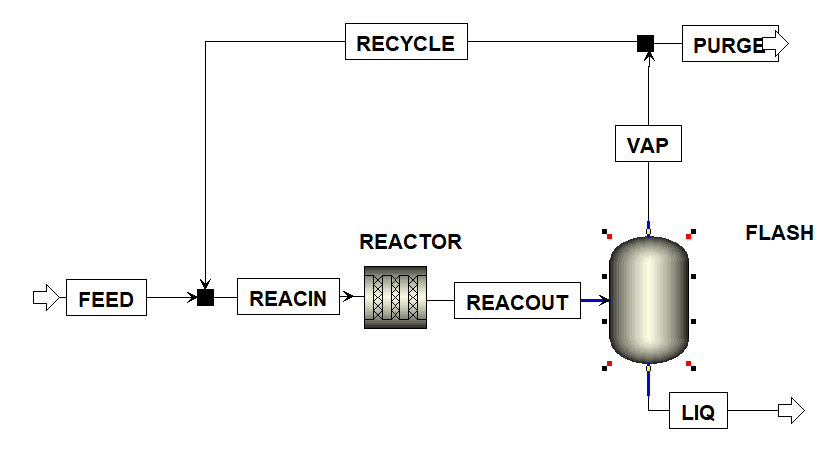 RECYCLE
PURGE
VAP
REACTOR
FLASH
FEED
REACIN
REACOUT
LIQ